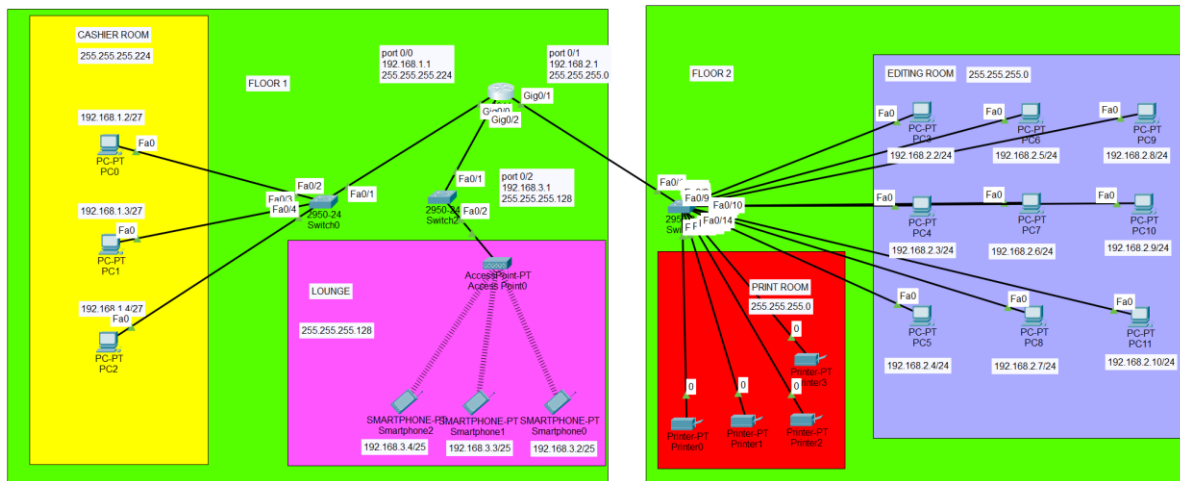 CASHIER ROOM
255.255.255.224
FLOOR 1
port 0/0
192.168.1.1
255.255.255.224
port 0/1
192.168.2.1
255.255.255.0
Gig0/1
Gig0/2
192.168.1.2/27
Fa0
PC-PT
PC0
192.168.1.3/27
Fa0
PC-PT
PC1
192.168.1.4/27
Fa0
PC-PT
PC2
Fa0/2
Fa0/3
Fa0/4
Fa0/1
2950-24
Switch0
Fa0/1
port 0/2
192.168.3.1
255.255.255.128
Fa0/2
2950-24
LOUNGE
255.255.255.128
AccessPoint-PT
Access Point0
SMARTPHONE-PT
Smartphone2
192.168.3.4/25
SMARTPHONE-PT
Smartphone1
192.168.3.3/25
SMARTPHONE-PT
Smartphone0
192.168.3.2/25
FLOOR 2
EDITING ROOM
255.255.255.0
Fa0/9
Fa0/10
Fa0/14
Fa0
PC-PT
PC3
192.168.2.2/24
Fa0
PC-PT
PC6
192.168.2.5/24
Fa0
PC-PT
PC9
192.168.2.8/24
Fa0
PC-PT
PC4
192.168.2.3/24
PC-PT
PC7
192.168.2.6/24
PC-PT
PC10
192.168.2.9/24
Fa0
PC-PT
PC5
192.168.2.4/24
Fa0
PC-PT
PC8
192.168.2.7/24
Fa0
PC-PT
PC11
192.168.2.10/24
PRINT ROOM
255.255.255.0
0
Printer-PT
Printer3
0
Printer-PT
Printer0
0
Printer-PT
Printer1
0
Printer-PT
Printer2